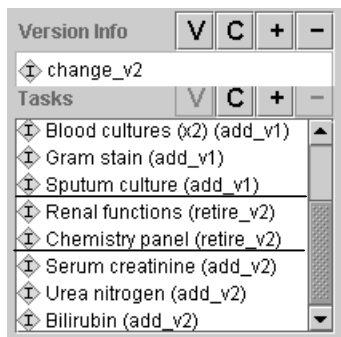 Version Info V C + −
I change_v2
Tasks V C + −
I Blood cultures (x2) (add_v1)
I Gram stain (add_v1)
I Sputum culture (add_v1)
I Renal functions (retire_v2)
I Chemistry panel (retire_v2)
I Serum creatinine (add_v2)
I Urea nitrogen (add_v2)
I Bilirubin (add_v2)